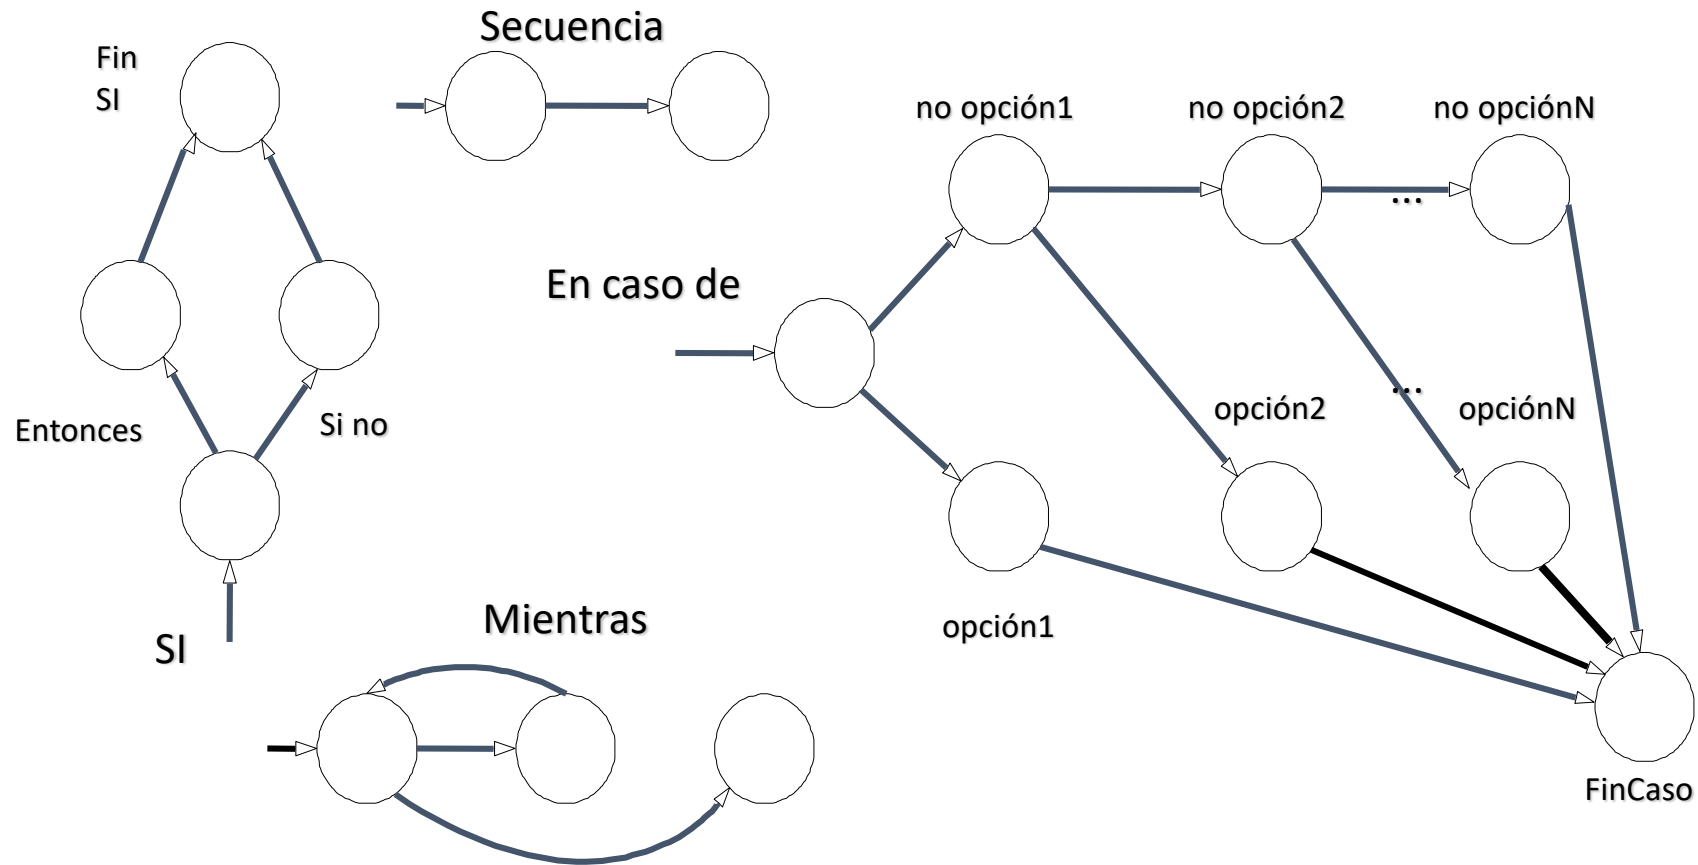 Secuencia
Fin
SI
no opción1
no opción2
no opciónN
...
En caso de
...
opción2
opciónN
Entonces
Si no
opción1
Mientras
SI
FinCaso